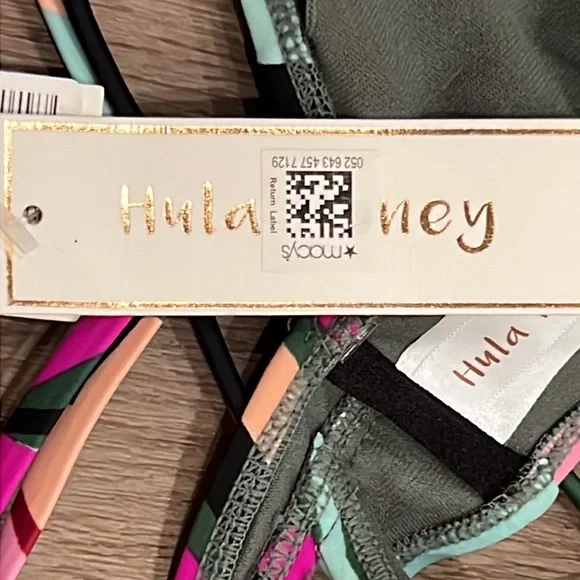 Hula ney
052 643 457 7129
Return Label
★macy's
Hula